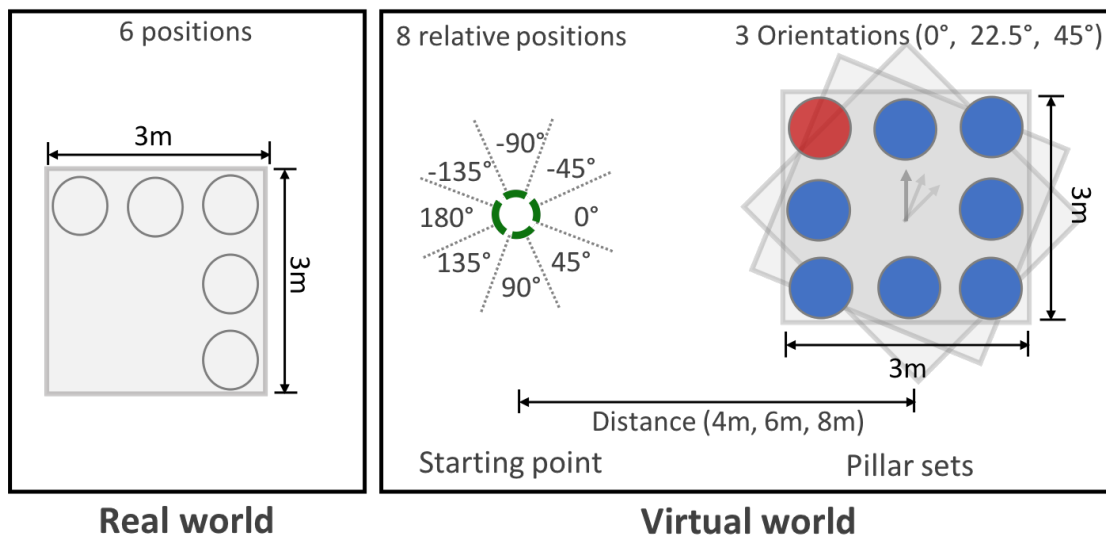 6 positions
3m
3m
Real world
8 relative positions
-90°
-135°
-45°
180°
0°
135°
45°
90°
Starting point
3 Orientations (0°, 22.5°, 45°)
3m
3m
Distance (4m, 6m, 8m)
Pillar sets
Virtual world